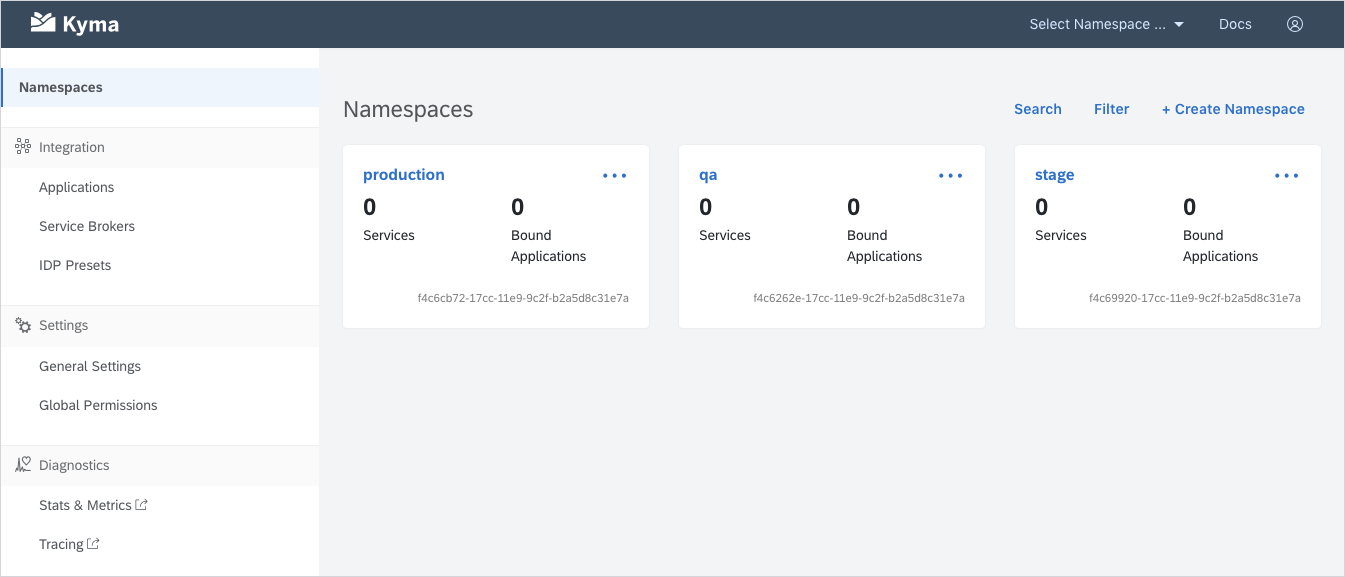 Kyma
Select Namespace ...
Docs
Namespaces
Integration
Applications
Service Brokers
IDP Presets
Settings
General Settings
Global Permissions
Diagnostics
Stats & Metrics
Tracing
Namespaces
Search
Filter
+ Create Namespace
production
0
Services
0
Bound
Applications
f4c6cb72-17cc-11e9-9c2f-b2a5d8c31e7a
qa
0
Services
0
Bound
Applications
f4c6262e-17cc-11e9-9c2f-b2a5d8c31e7a
stage
0
Services
0
Bound
Applications
f4c69920-17cc-11e9-9c2f-b2a5d8c31e7a